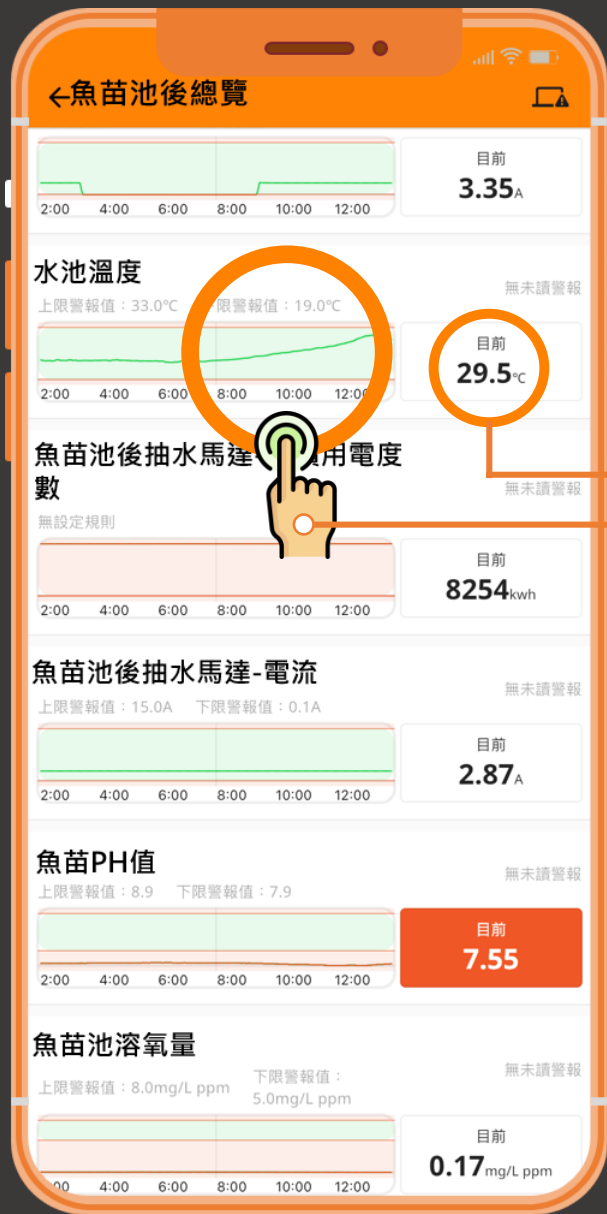 ←魚苗池後總覽
目前
3.35A
2:00 4:00 6:00 8:00 10:00 12:00
水池溫度
無未讀警報
上限警報值：33.0℃ 限警報值：19.0℃
目前
29.5℃
2:00 4:00 6:00 8:00 10:00 12:00
魚苗池後抽水馬達 用電度
數
無未讀警報
無設定規則
目前
8254kwh
2:00 4:00 6:00 8:00 10:00 12:00
魚苗池後抽水馬達-電流
無未讀警報
上限警報值：15.0A 下限警報值：0.1A
目前
2.87A
2:00 4:00 6:00 8:00 10:00 12:00
魚苗PH值
無未讀警報
上限警報值：8.9 下限警報值：7.9
目前
7.55
2:00 4:00 6:00 8:00 10:00 12:00
魚苗池溶氧量
無未讀警報
上限警報值：8.0mg/L ppm 下限警報值：
5.0mg/L ppm
目前
0.17mg/L ppm
:00 4:00 6:00 8:00 10:00 12:00